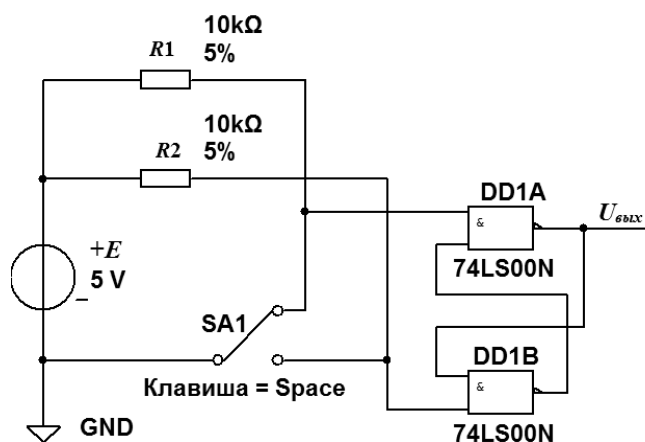 10kΩ
R1
5%
10kΩ
R2
5%
DD1A
&
Uвых
74LS00N
+E
5 V
−
SA1
DD1B
&
Клавиша = Space
GND
74LS00N